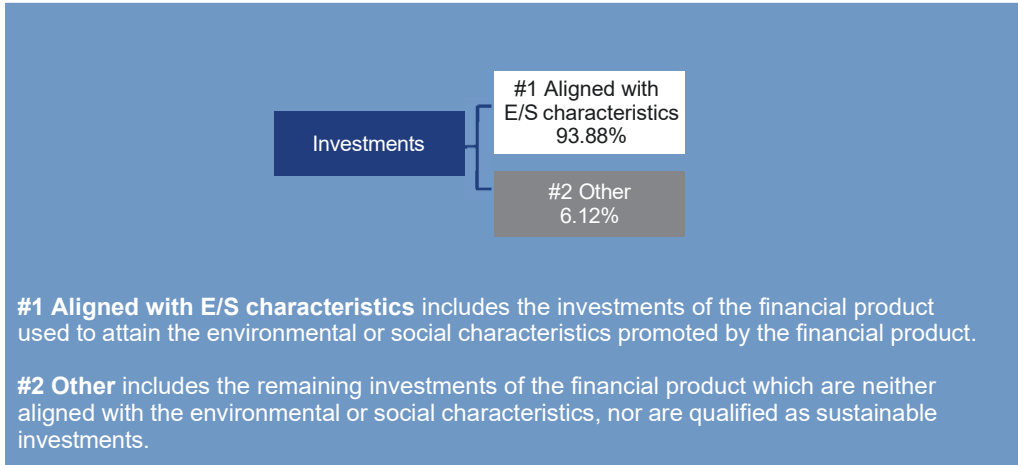 Investments
#1 Aligned with
E/S characteristics
93.88%
#2 Other
6.12%
#1 Aligned with E/S characteristics includes the investments of the financial product
used to attain the environmental or social characteristics promoted by the financial product.
#2 Other includes the remaining investments of the financial product which are neither
aligned with the environmental or social characteristics, nor are qualified as sustainable
investments.